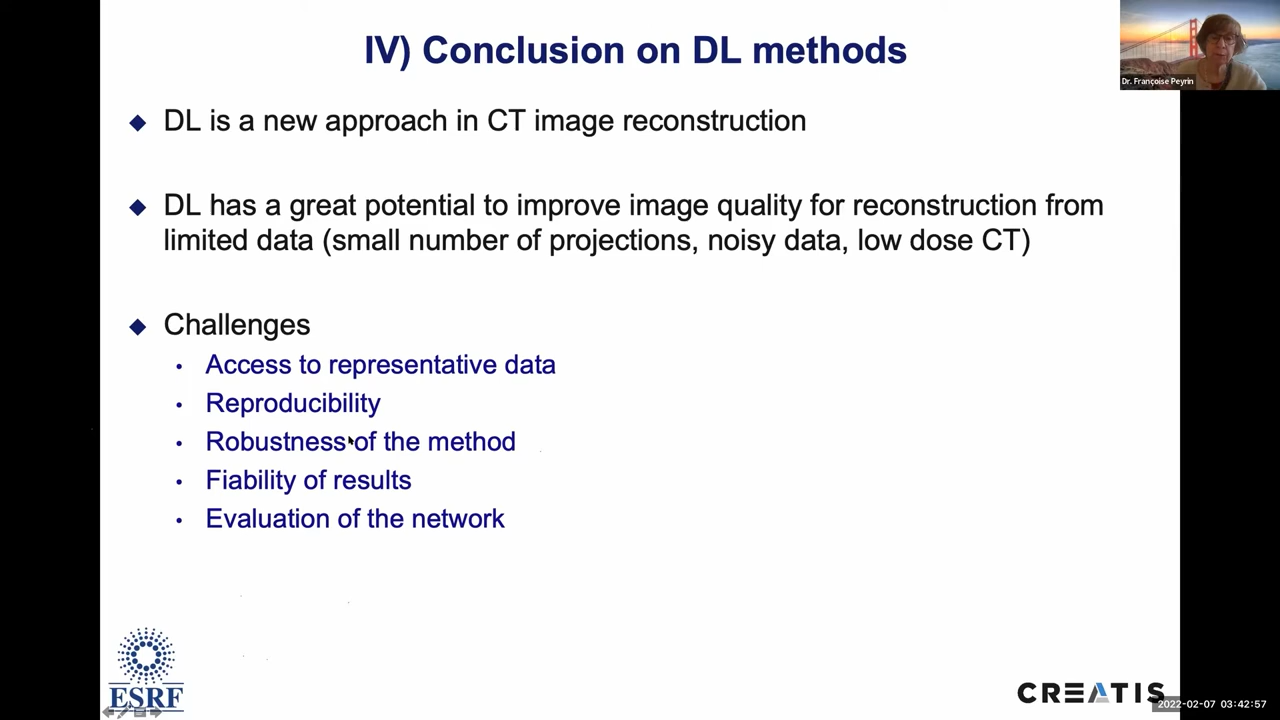 IV) Conclusion on DL methods
Dr. Françoise Peyrin
DL is a new approach in CT image reconstruction
DL has a great potential to improve image quality for reconstruction from
limited data (small number of projections, noisy data, low dose CT)
Challenges
Access to representative data
Reproducibility
Robustness of the method
Fiability of results
Evaluation of the network
ESRF
CREATIS
2022-02-07 03:42:57